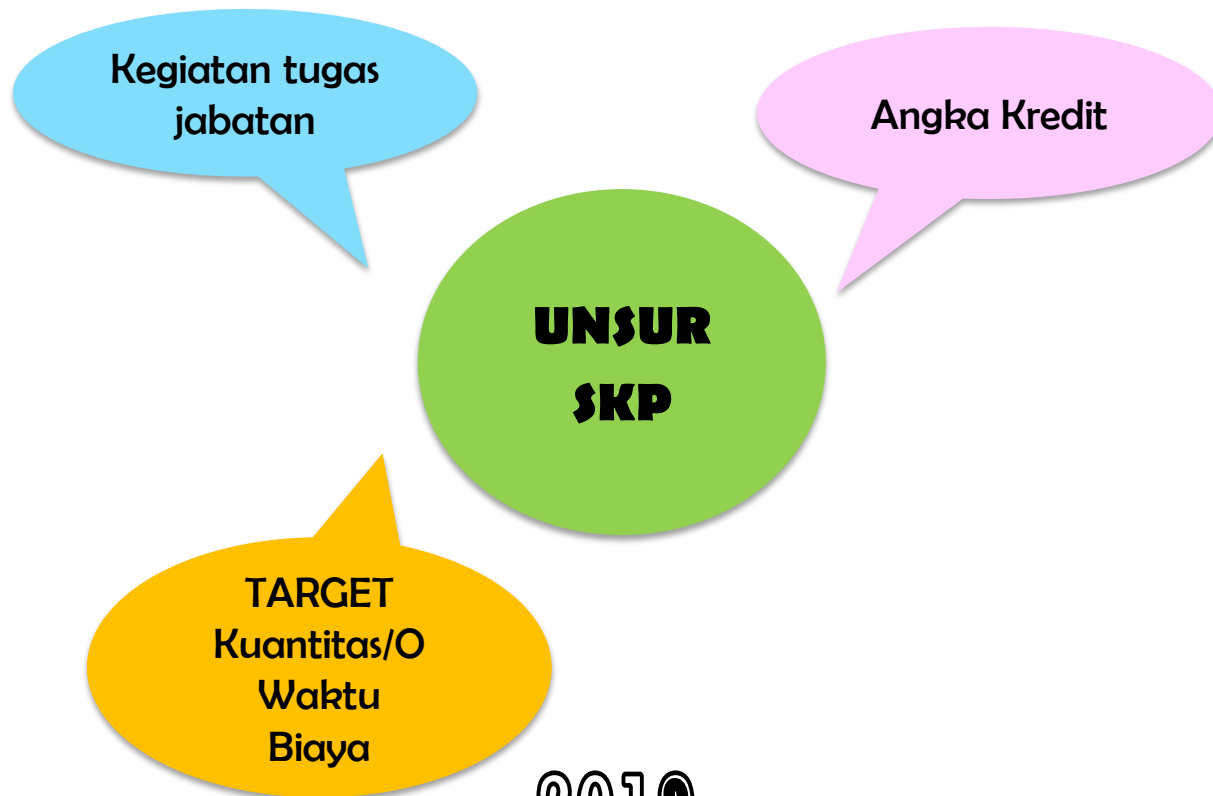 Kegiatan tugas
jabatan
Angka Kredit
UNSUR
SKP
TARGET
Kuantitas/O
Waktu
Biaya